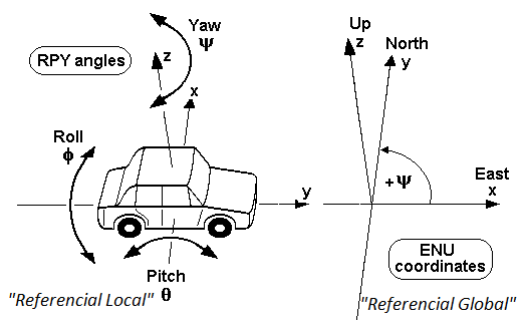 Yaw
Ψ
RPY angles
z
x
Roll
ϕ
y
Pitch
θ
"Referencial Local"
Up
z
North
y
East
x
+Ψ
ENU
coordinates
"Referencial Global"